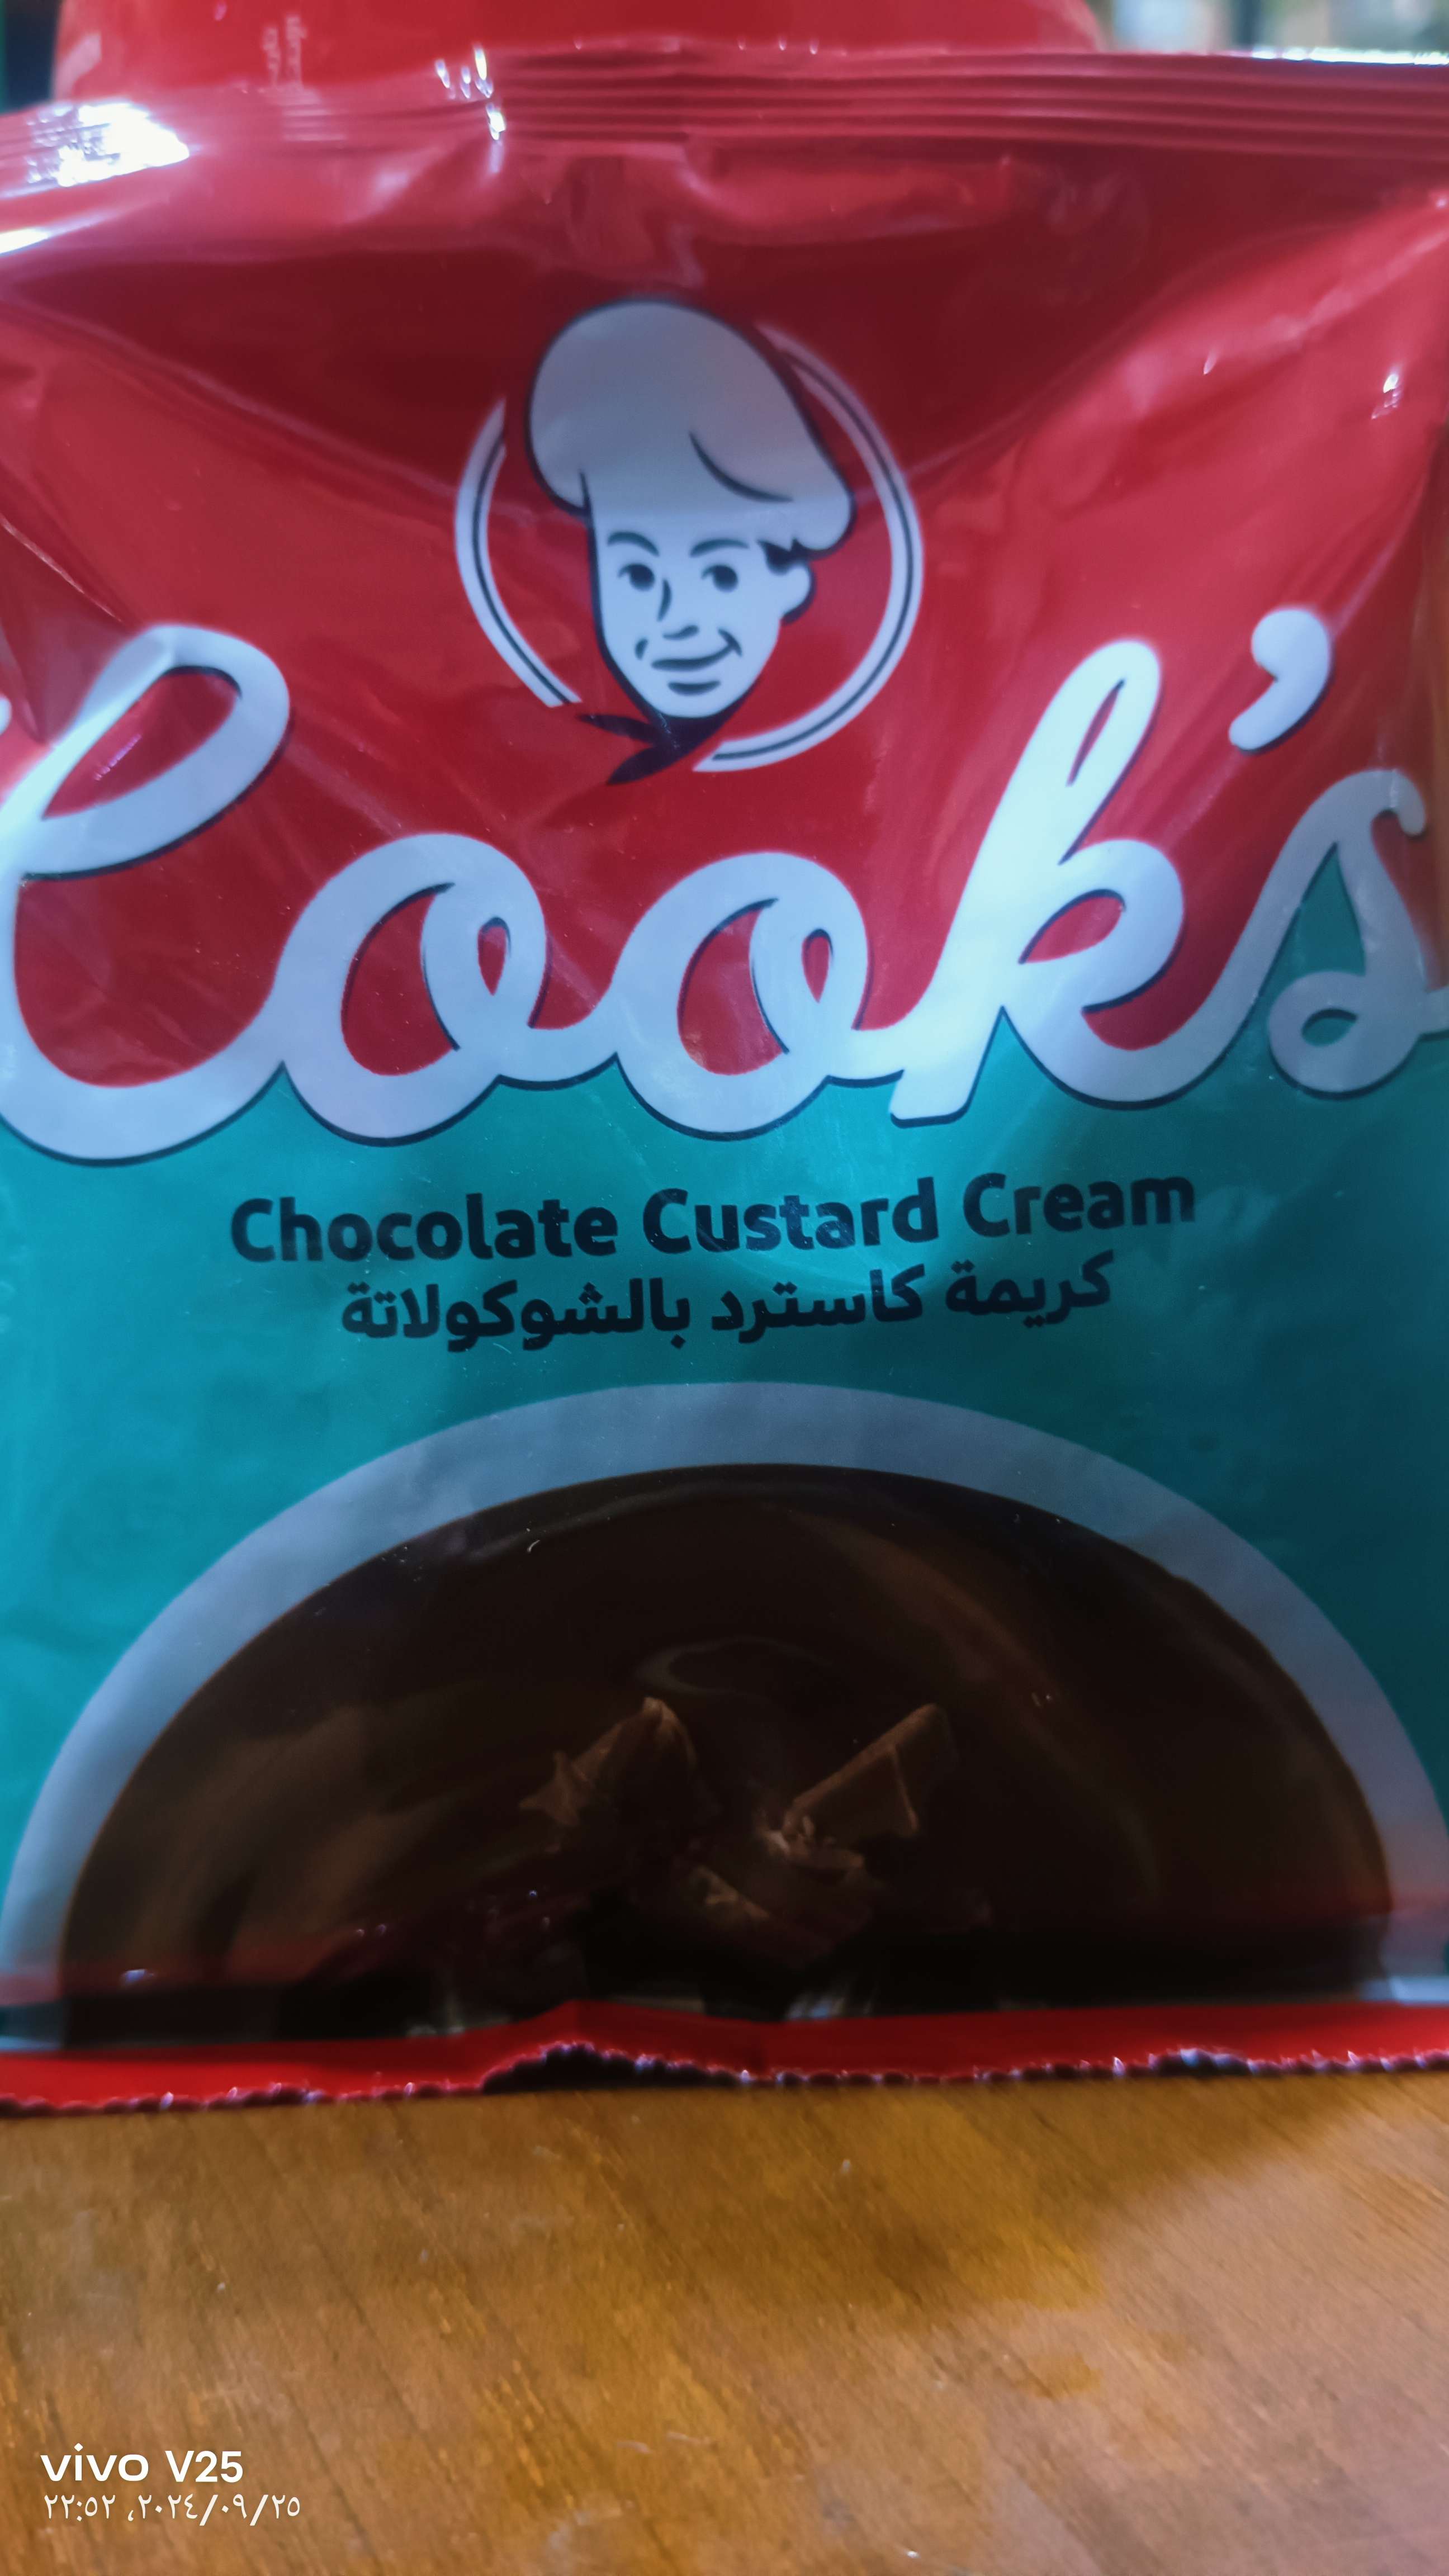 Cook's
Chocolate Custard Cream
كريمة كاسترد بالشوكولاتة
vivo V25
٢٠٢٤/٠٩/٢٥، ٢٢:٥٢